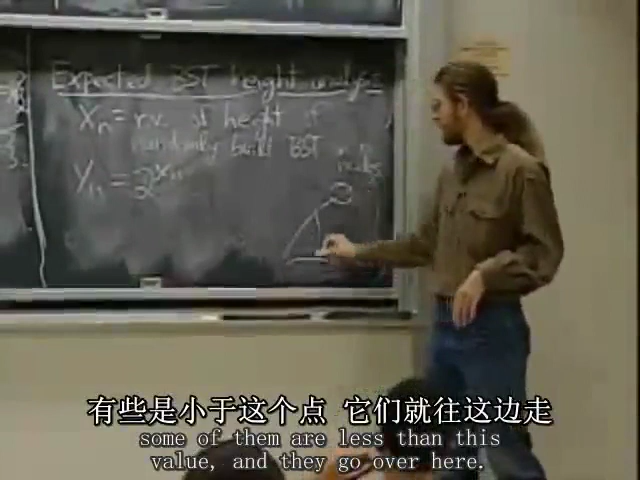 Expected BST height analysis
Xn = r.v. of height of
randomly built BST
Yn = 2^Xn
n
nodes
有些是小于这个点 它们就往这边走
some of them are less than this
value, and they go over here.